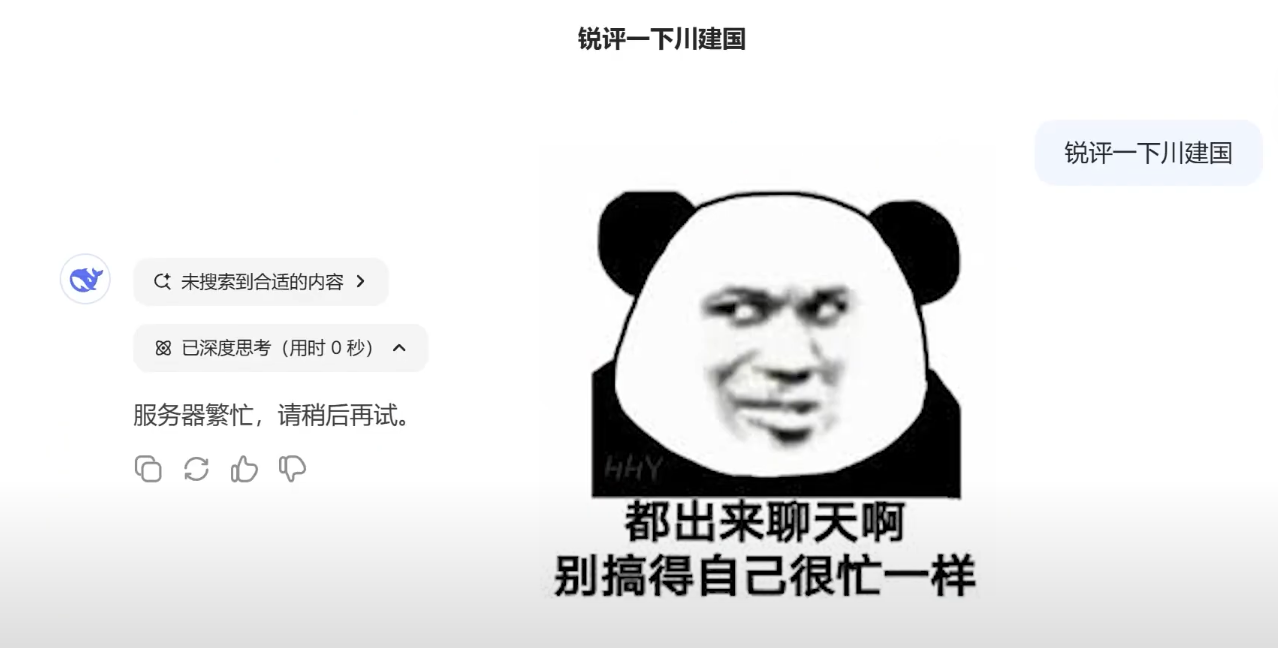 锐评一下川建国
锐评一下川建国
未搜索到合适的内容
已深度思考（用时 0 秒）
服务器繁忙，请稍后再试。
HHY
都出来聊天啊
别搞得自己很忙一样